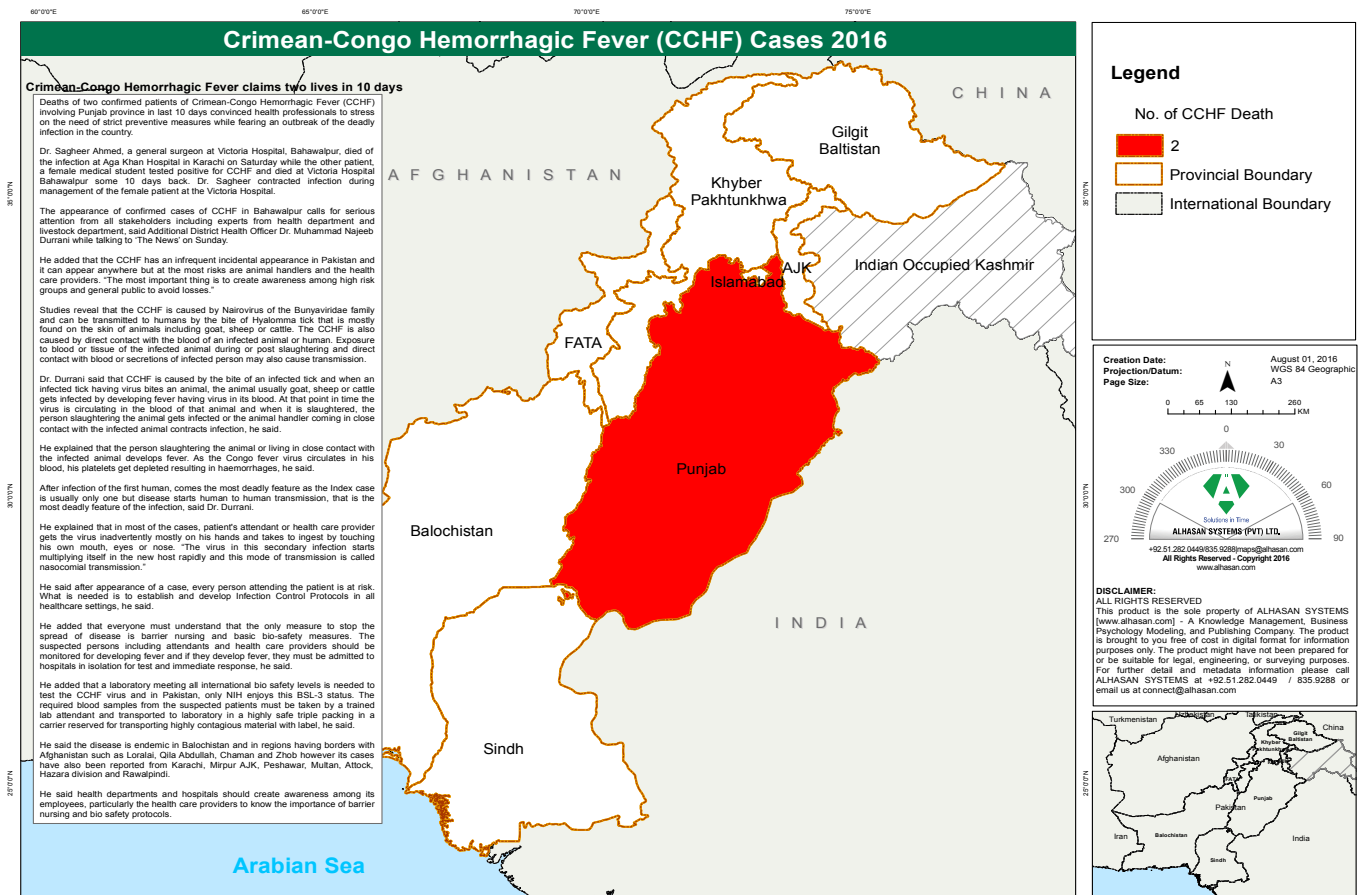 60°0'0"E
65°0'0"E
70°0'0"E
75°0'0"E
Crimean-Congo Hemorrhagic Fever (CCHF) Cases 2016
Crimean-Congo Hemorrhagic Fever claims two lives in 10 days
Deaths of two confirmed patients of Crimean-Congo Hemorrhagic Fever (CCHF)
involving Punjab province in last 10 days convinced health professionals to stress
on the need of strict preventive measures while fearing an outbreak of the deadly
infection in the country.
Dr. Sagheer Ahmed, a general surgeon at Victoria Hospital, Bahawalpur, died of
the infection at Aga Khan Hospital in Karachi on Saturday while the other patient,
a female medical student tested positive for CCHF and died at Victoria Hospital
Bahawalpur some 10 days back. Dr. Sagheer contracted infection during
management of the female patient at the Victoria Hospital.
The appearance of confirmed cases of CCHF in Bahawalpur calls for serious
attention from all stakeholders including experts from health department and
livestock department, said Additional District Health Officer Dr. Muhammad Najeeb
Durrani while talking to 'The News' on Sunday.
He added that the CCHF has an infrequent incidental appearance in Pakistan and
it can appear anywhere but at the most risks are animal handlers and the health
care providers. "The most important thing is to create awareness among high risk
groups and general public to avoid losses."
Studies reveal that the CCHF is caused by Nairovirus of the Bunyaviridae family
and can be transmitted to humans by the bite of Hyalomma tick that is mostly
found on the skin of animals including goat, sheep or cattle. The CCHF is also
caused by direct contact with the blood of an infected animal or human. Exposure
to blood or tissue of the infected animal during or post slaughtering and direct
contact with blood or secretions of infected person may also cause transmission.
Dr. Durrani said that CCHF is caused by the bite of an infected tick and when an
infected tick having virus bites an animal, the animal usually goat, sheep or cattle
gets infected by developing fever having virus in its blood. At that point in time the
virus is circulating in the blood of that animal and when it is slaughtered, the
person slaughtering the animal gets infected or the animal handler coming in close
contact with the infected animal contracts infection, he said.
He explained that the person slaughtering the animal or living in close contact with
the infected animal develops fever. As the Congo fever virus circulates in his
blood, his platelets get depleted resulting in haemorrhages, he said.
After infection of the first human, comes the most deadly feature as the Index case
is usually only one but disease starts human to human transmission, that is the
most deadly feature of the infection, said Dr. Durrani.
He explained that in most of the cases, patient's attendant or health care provider
gets the virus inadvertently mostly on his hands and takes to ingest by touching
his own mouth, eyes or nose. "The virus in this secondary infection starts
multiplying itself in the new host rapidly and this mode of transmission is called
nasocomial transmission."
He said after appearance of a case, every person attending the patient is at risk.
What is needed is to establish and develop Infection Control Protocols in all
healthcare settings, he said.
He added that everyone must understand that the only measure to stop the
spread of disease is barrier nursing and basic bio-safety measures. The
suspected persons including attendants and health care providers should be
monitored for developing fever and if they develop fever, they must be admitted to
hospitals in isolation for test and immediate response, he said.
He added that a laboratory meeting all international bio safety levels is needed to
test the CCHF virus and in Pakistan, only NIH enjoys this BSL-3 status. The
required blood samples from the suspected patients must be taken by a trained
lab attendant and transported to laboratory in a highly safe triple packing in a
carrier reserved for transporting highly contagious material with label, he said.
He said the disease is endemic in Balochistan and in regions having borders with
Afghanistan such as Loralai, Qila Abdullah, Chaman and Zhob however its cases
have also been reported from Karachi, Mirpur AJK, Peshawar, Multan, Attock,
Hazara division and Rawalpindi.
He said health departments and hospitals should create awareness among its
employees, particularly the health care providers to know the importance of barrier
nursing and bio safety protocols.
35°0'0"N
30°0'0"N
25°0'0"N
CHINA
AFGHANISTAN
Gilgit
Baltistan
Khyber
Pakhtunkhwa
AJK
Indian Occupied Kashmir
Islamabad
FATA
Punjab
Balochistan
INDIA
Sindh
Arabian Sea
35°0'0"N
30°0'0"N
25°0'0"N
Legend
No. of CCHF Death
2
Provincial Boundary
International Boundary
Creation Date: August 01, 2016
Projection/Datum: WGS 84 Geographic
Page Size: A3
N
0 65 130 260
KM
0
330 30
300 60
270 90
Solutions in Time
ALHASAN SYSTEMS (PVT) LTD.
+92.51.282.0449/835.9288|maps@alhasan.com
All Rights Reserved - Copyright 2016
www.alhasan.com
DISCLAIMER:
ALL RIGHTS RESERVED
This product is the sole property of ALHASAN SYSTEMS
[www.alhasan.com] - A Knowledge Management, Business
Psychology Modeling, and Publishing Company. The product
is brought to you free of cost in digital format for information
purposes only. The product might have not been prepared for
or be suitable for legal, engineering, or surveying purposes.
For further detail and metadata information please call
ALHASAN SYSTEMS at +92.51.282.0449 / 835.9288 or
email us at connect@alhasan.com
Turkmenistan
China
Gilgit
Baltistan
Khyber
Afghanistan
Punjab
Pakistan
Iran
Balochistan
India
Sindh